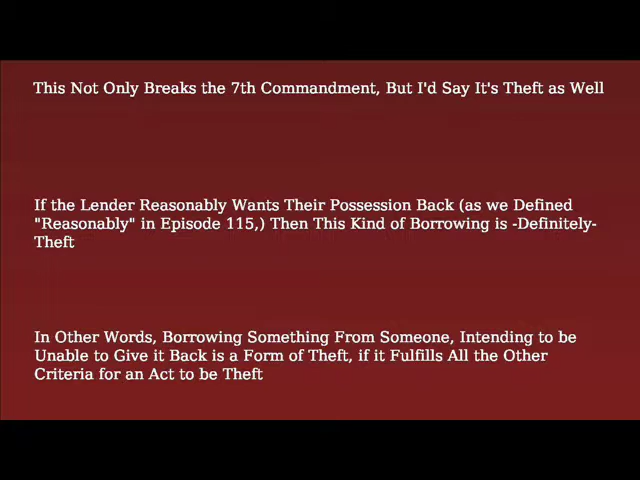 This Not Only Breaks the 7th Commandment, But I'd Say It's Theft as Well
If the Lender Reasonably Wants Their Possession Back (as we Defined
"Reasonably" in Episode 115,) Then This Kind of Borrowing is -Definitely-
Theft
In Other Words, Borrowing Something From Someone, Intending to be
Unable to Give it Back is a Form of Theft, if it Fulfills All the Other
Criteria for an Act to be Theft